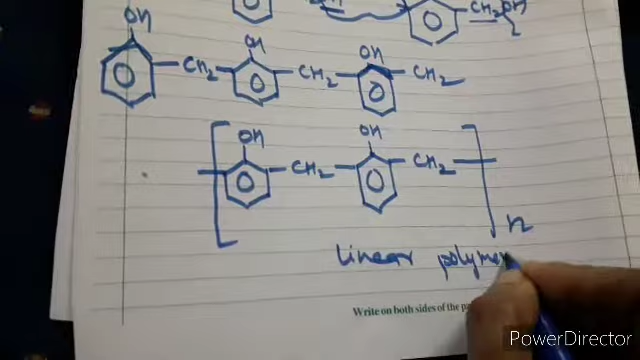 CH₂OH
OH OH OH
CH₂ CH₂ CH₂
OH OH
CH₂ CH₂
n
linear polymer
Write on both sides of the
PowerDirector